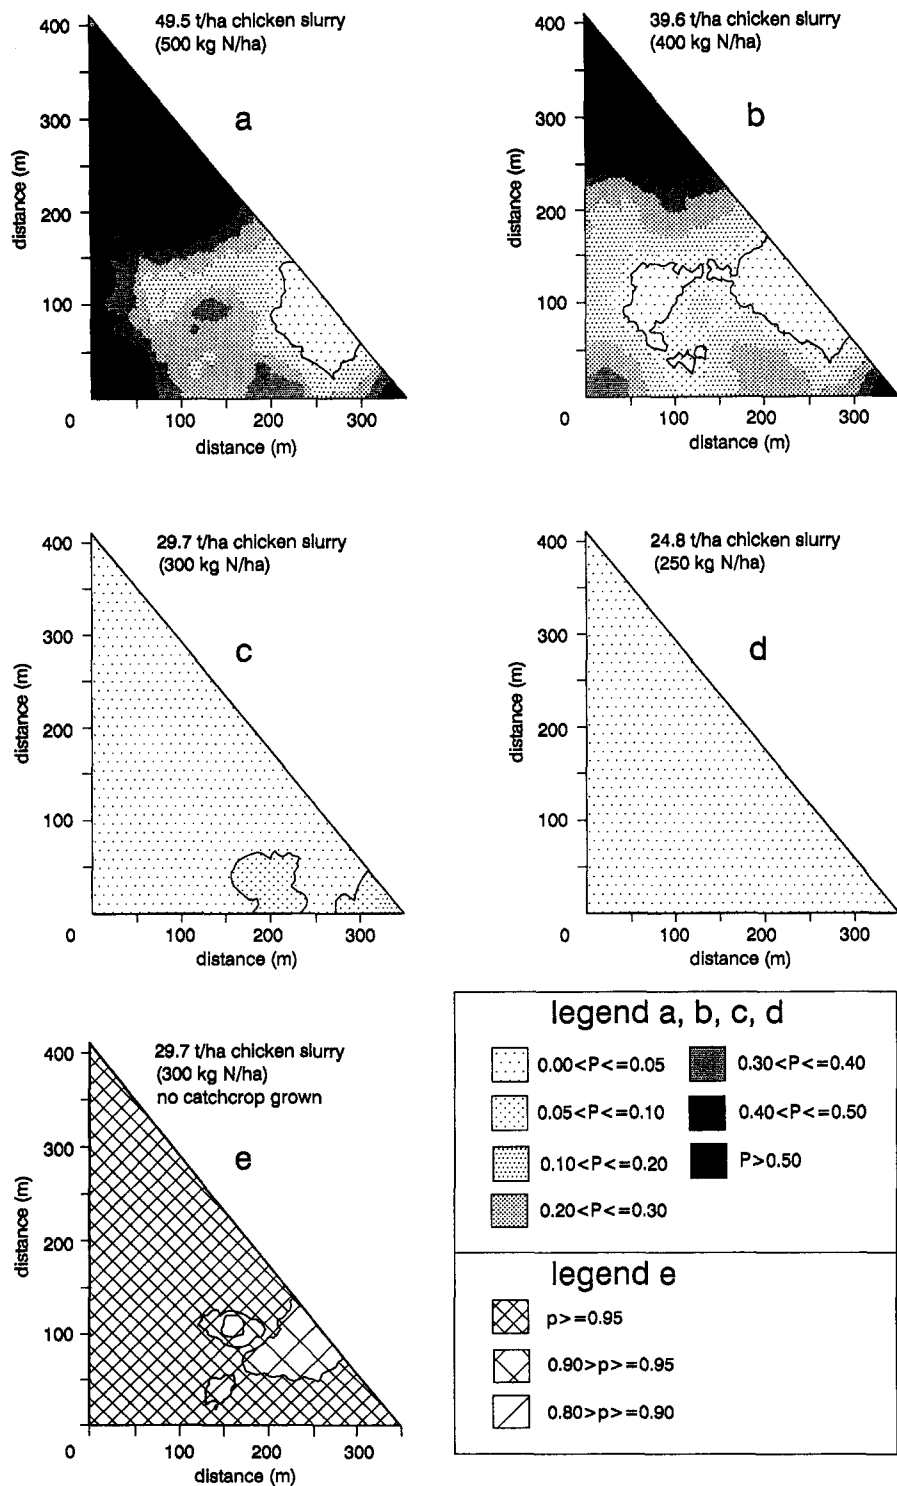 49.5 t/ha chicken slurry
(500 kg N/ha)
a
400
300
200
100
0
100
200
300
distance (m)
distance (m)
39.6 t/ha chicken slurry
(400 kg N/ha)
b
400
300
200
100
0
100
200
300
distance (m)
distance (m)
29.7 t/ha chicken slurry
(300 kg N/ha)
c
400
300
200
100
0
100
200
300
distance (m)
distance (m)
24.8 t/ha chicken slurry
(250 kg N/ha)
d
400
300
200
100
0
100
200
300
distance (m)
distance (m)
29.7 t/ha chicken slurry
(300 kg N/ha)
no catchcrop grown
e
400
300
200
100
0
100
200
300
distance (m)
distance (m)
legend a, b, c, d
0.00<P<=0.05
0.05<P<=0.10
0.10<P<=0.20
0.20<P<=0.30
0.30<P<=0.40
0.40<P<=0.50
P>0.50
legend e
p>=0.95
0.90>p>=0.95
0.80>p>=0.90